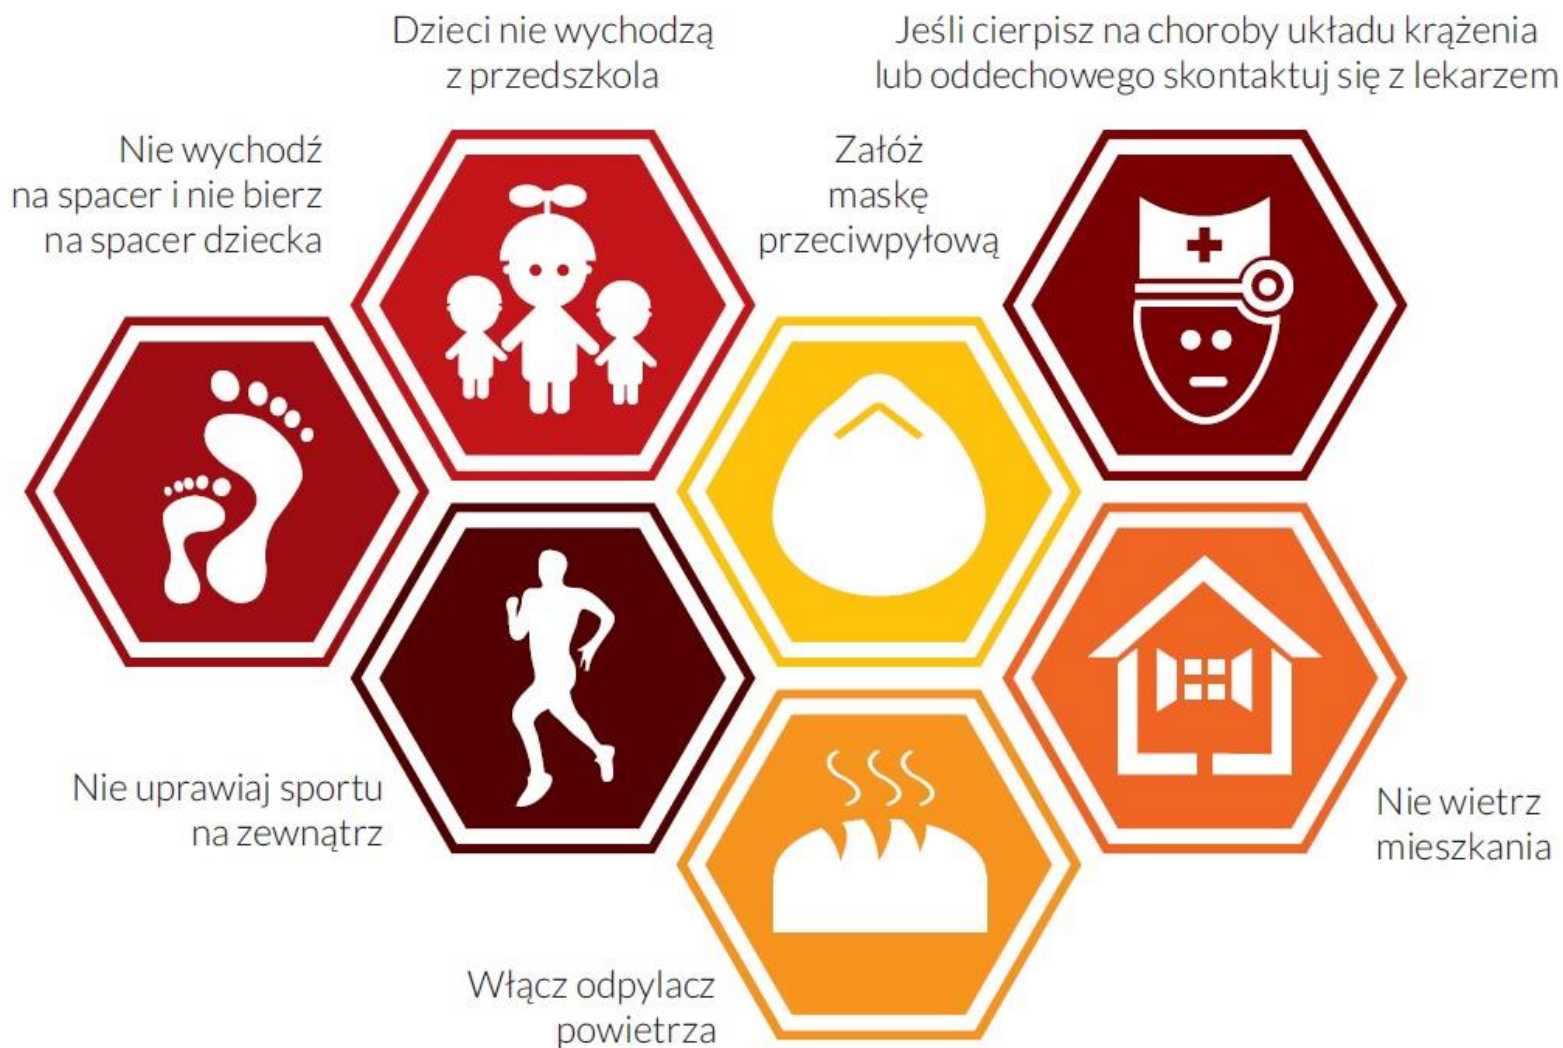 Dzieci nie wychodzą
z przedszkola
Jeśli cierpisz na choroby układu krążenia
lub oddechowego skontaktuj się z lekarzem
Nie wychodź
na spacer i nie bierz
na spacer dziecka
Załóż
maskę
przeciwpyłową
Nie uprawiaj sportu
na zewnątrz
Nie wietrz
mieszkania
Włącz odpylacz
powietrza